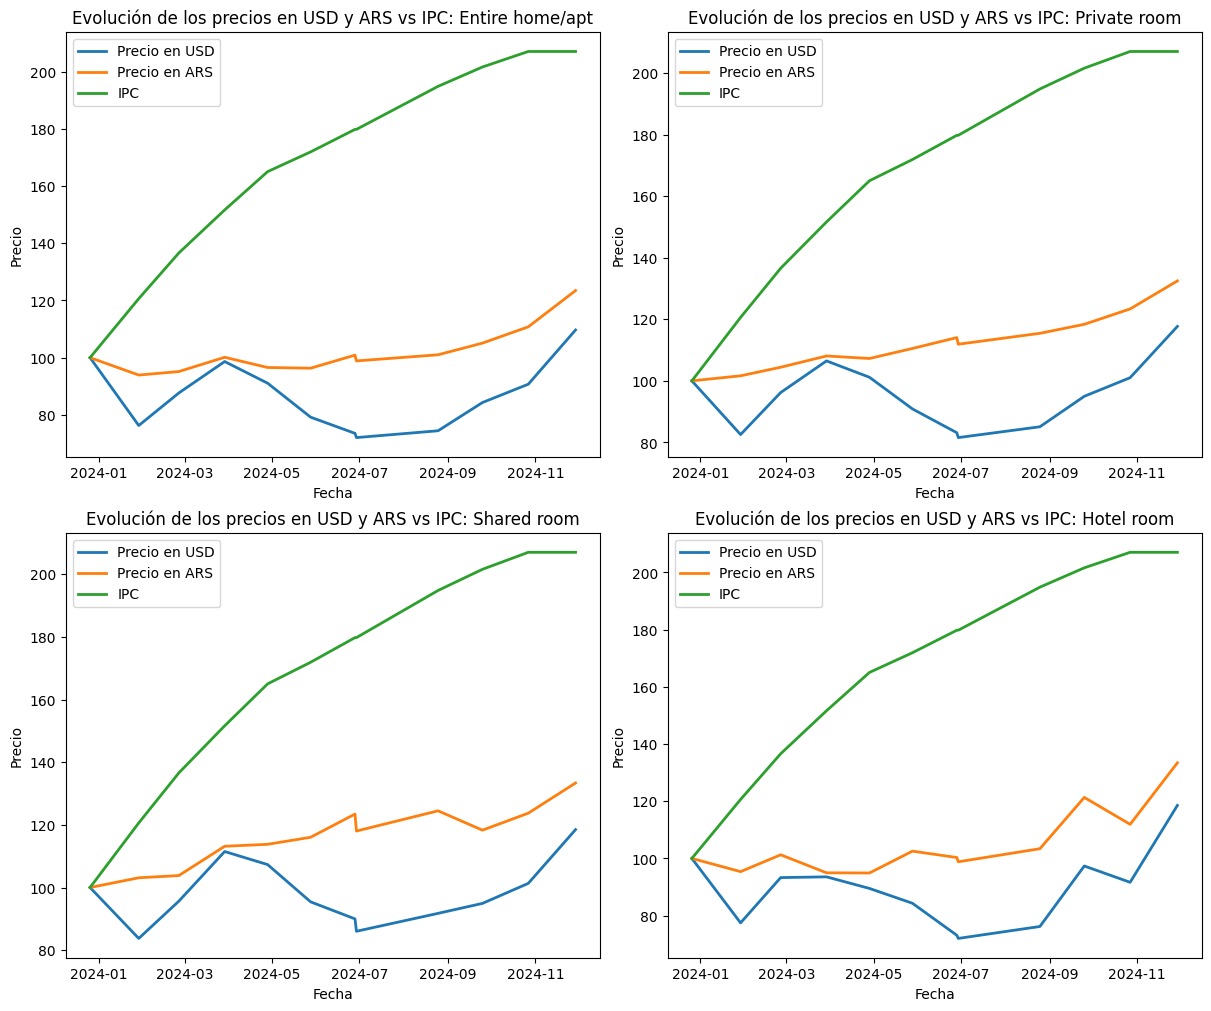 Evolución de los precios en USD y ARS vs IPC: Entire home/apt
Precio en USD
Precio en ARS
IPC
200
180
160
140
120
100
80
Precio
2024-01 2024-03 2024-05 2024-07 2024-09 2024-11
Fecha
Evolución de los precios en USD y ARS vs IPC: Private room
Precio en USD
Precio en ARS
IPC
200
180
160
140
120
100
80
Precio
2024-01 2024-03 2024-05 2024-07 2024-09 2024-11
Fecha
Evolución de los precios en USD y ARS vs IPC: Shared room
Precio en USD
Precio en ARS
IPC
200
180
160
140
120
100
80
Precio
2024-01 2024-03 2024-05 2024-07 2024-09 2024-11
Fecha
Evolución de los precios en USD y ARS vs IPC: Hotel room
Precio en USD
Precio en ARS
IPC
200
180
160
140
120
100
80
Precio
2024-01 2024-03 2024-05 2024-07 2024-09 2024-11
Fecha